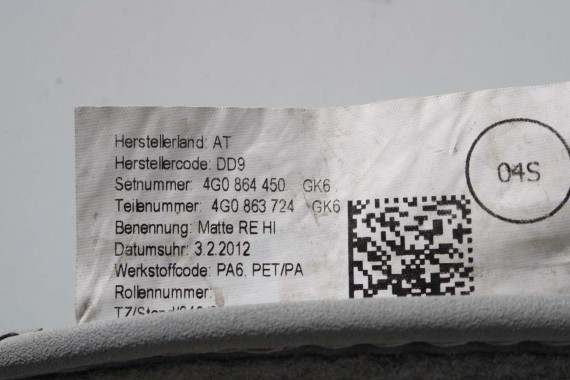 Herstellerland: AT
Herstellercode: DD9
Setnummer: 4G0 864 450 GK6
Teilenummer: 4G0 863 724 GK6
Benennung: Matte RE HI
Datumsuhr: 3.2.2012
Werkstoffcode: PA6, PET/PA
Rollennummer:
04S